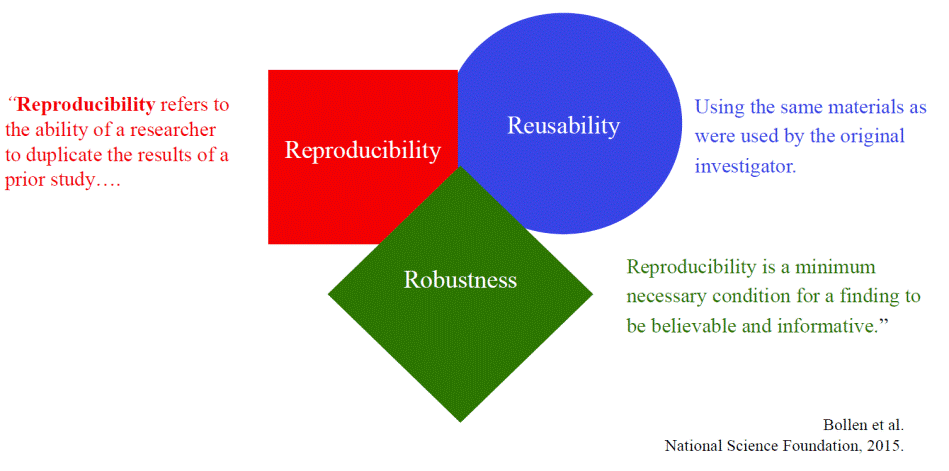 “Reproducibility refers to
the ability of a researcher
to duplicate the results of a
prior study….
Reproducibility
Reusability
Using the same materials as
were used by the original
investigator.
Robustness
Reproducibility is a minimum
necessary condition for a finding to
be believable and informative.”
Bollen et al.
National Science Foundation, 2015.